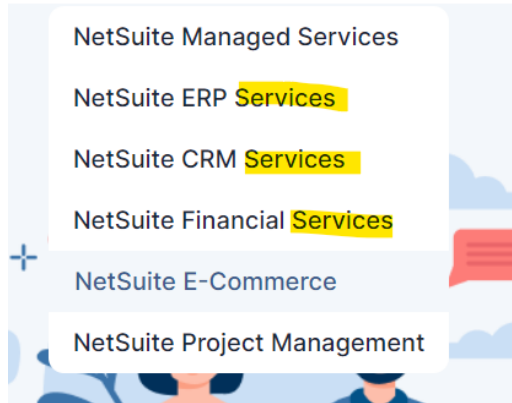 NetSuite Managed Services
NetSuite ERP Services
NetSuite CRM Services
NetSuite Financial Services
NetSuite E-Commerce
NetSuite Project Management